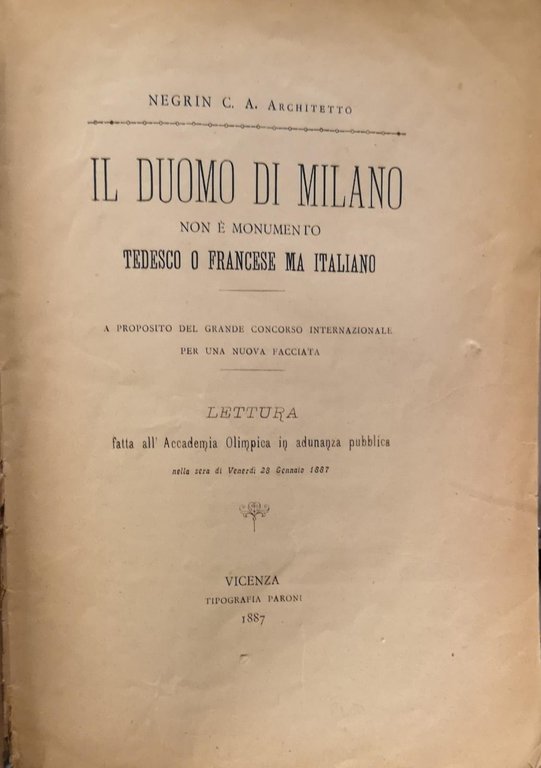 NEGRIN C. A. ARCHITETTO
IL DUOMO DI MILANO
NON È MONUMENTO
TEDESCO O FRANCESE MA ITALIANO
A PROPOSITO DEL GRANDE CONCORSO INTERNAZIONALE
PER UNA NUOVA FACCIATA
LETTURA
fatta all' Accademia Olimpica in adunanza pubblica
nella sera di Venerdì 28 Gennaio 1887
VICENZA
TIPOGRAFIA PARONI
1887